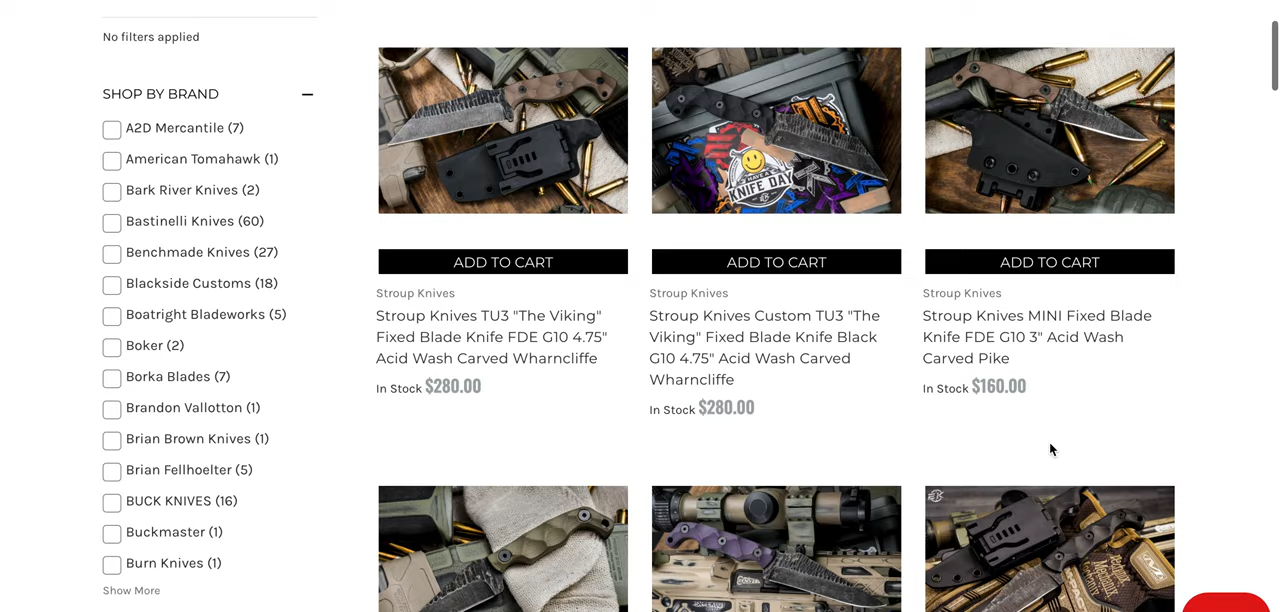 No filters applied
SHOP BY BRAND
A2D Mercantile (7)
American Tomahawk (1)
Bark River Knives (2)
Bastinelli Knives (60)
Benchmade Knives (27)
Blackside Customs (18)
Boatright Bladeworks (5)
Boker (2)
Borka Blades (7)
Brandon Vallotton (1)
Brian Brown Knives (1)
Brian Fellhoelter (5)
BUCK KNIVES (16)
Buckmaster (1)
Burn Knives (1)
Show More
ADD TO CART
Stroup Knives
Stroup Knives TU3 "The Viking"
Fixed Blade Knife FDE G10 4.75"
Acid Wash Carved Wharncliffe
In Stock $280.00
HAVE A
KNIFE DAY
ADD TO CART
Stroup Knives
Stroup Knives Custom TU3 "The
Viking" Fixed Blade Knife Black
G10 4.75" Acid Wash Carved
Wharncliffe
In Stock $280.00
ADD TO CART
Stroup Knives
Stroup Knives MINI Fixed Blade
Knife FDE G10 3" Acid Wash
Carved Pike
In Stock $160.00